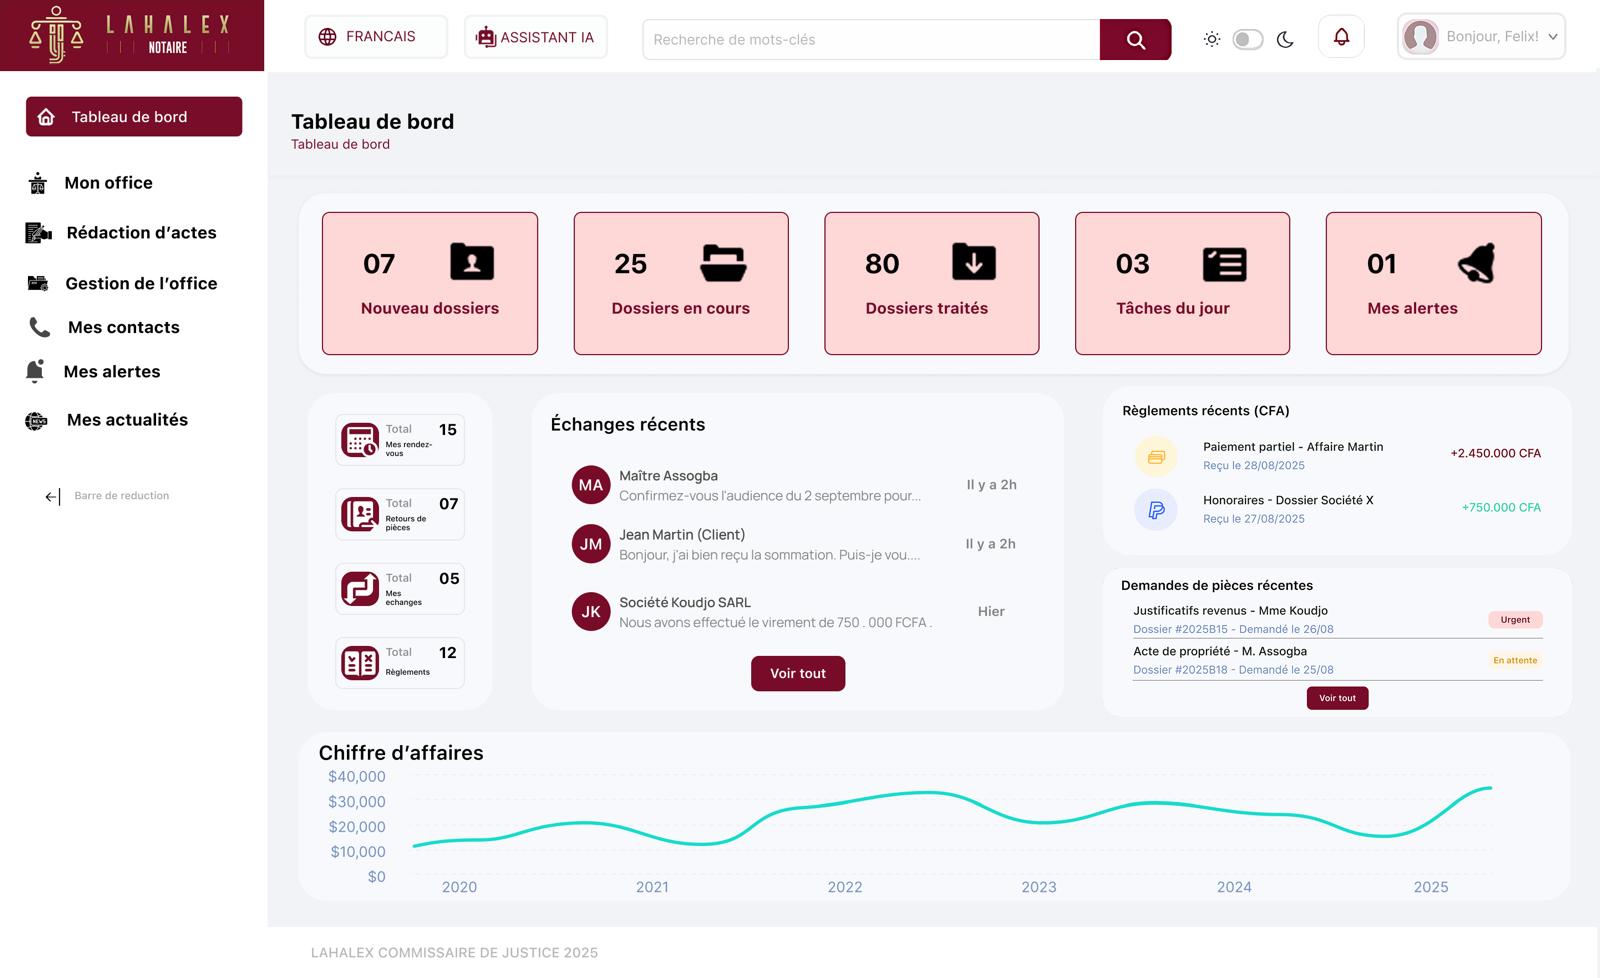 LAHALEX
NOTAIRE
FRANCAIS
ASSISTANT IA
Recherche de mots-clés
Bonjour, Felix!
Tableau de bord
Mon office
Rédaction d’actes
Gestion de l’office
Mes contacts
Mes alertes
Mes actualités
Barre de reduction
Tableau de bord
Tableau de bord
07
Nouveau dossiers
25
Dossiers en cours
80
Dossiers traités
03
Tâches du jour
01
Mes alertes
Total 15
Mes rendez-
vous
Total 07
Retours de
pièces
Total 05
Mes
echanges
Total 12
Règlements
Échanges récents
MA
Maître Assogba
Confirmez-vous l'audience du 2 septembre pour...
Il y a 2h
JM
Jean Martin (Client)
Bonjour, j'ai bien reçu la sommation. Puis-je vou....
Il y a 2h
JK
Société Koudjo SARL
Nous avons effectué le virement de 750 . 000 FCFA .
Hier
Voir tout
Règlements récents (CFA)
Paiement partiel - Affaire Martin
Reçu le 28/08/2025
+2.450.000 CFA
Honoraires - Dossier Société X
Reçu le 27/08/2025
+750.000 CFA
Demandes de pièces récentes
Justificatifs revenus - Mme Koudjo
Dossier #2025B15 - Demandé le 26/08
Urgent
Acte de propriété - M. Assogba
Dossier #2025B18 - Demandé le 25/08
En attente
Voir tout
Chiffre d’affaires
$40,000
$30,000
$20,000
$10,000
$0
2020 2021 2022 2023 2024 2025
LAHALEX COMMISSAIRE DE JUSTICE 2025